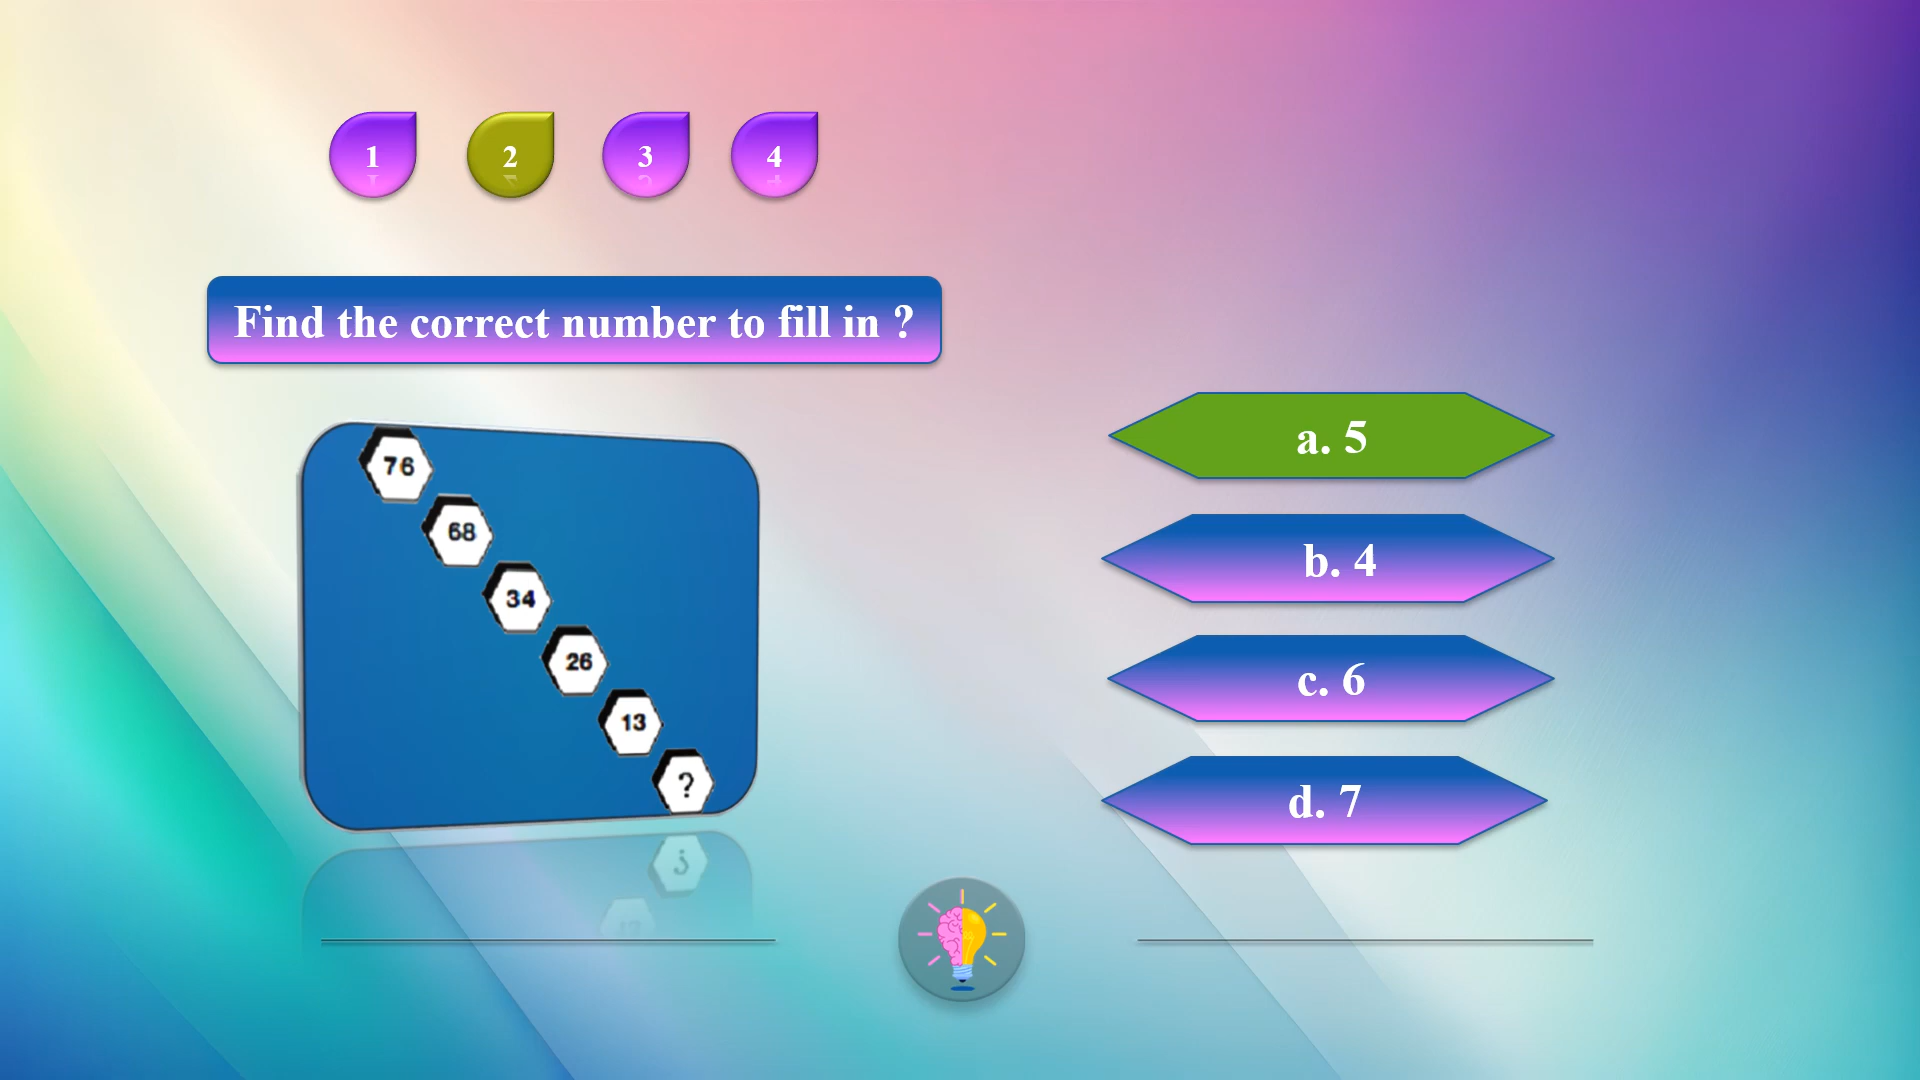 1 2 3 4
Find the correct number to fill in ?
76
68
34
26
13
?
a. 5
b. 4
c. 6
d. 7